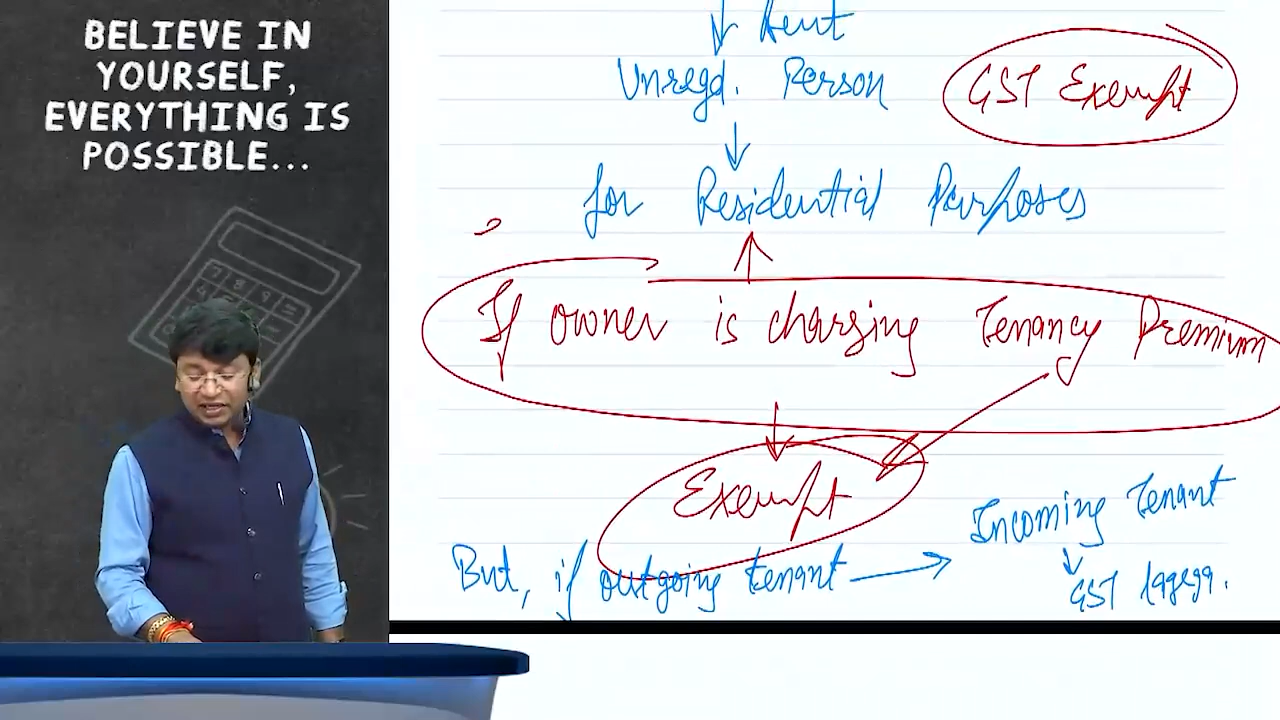 BELIEVE IN
YOURSELF,
EVERYTHING IS
POSSIBLE...
Rent
Unregd. Person
GST Exempt
for Residential Purposes
If owner is charging Tenancy Premium
Exempt
But, if outgoing tenant → Incoming Tenant
GST lagega.